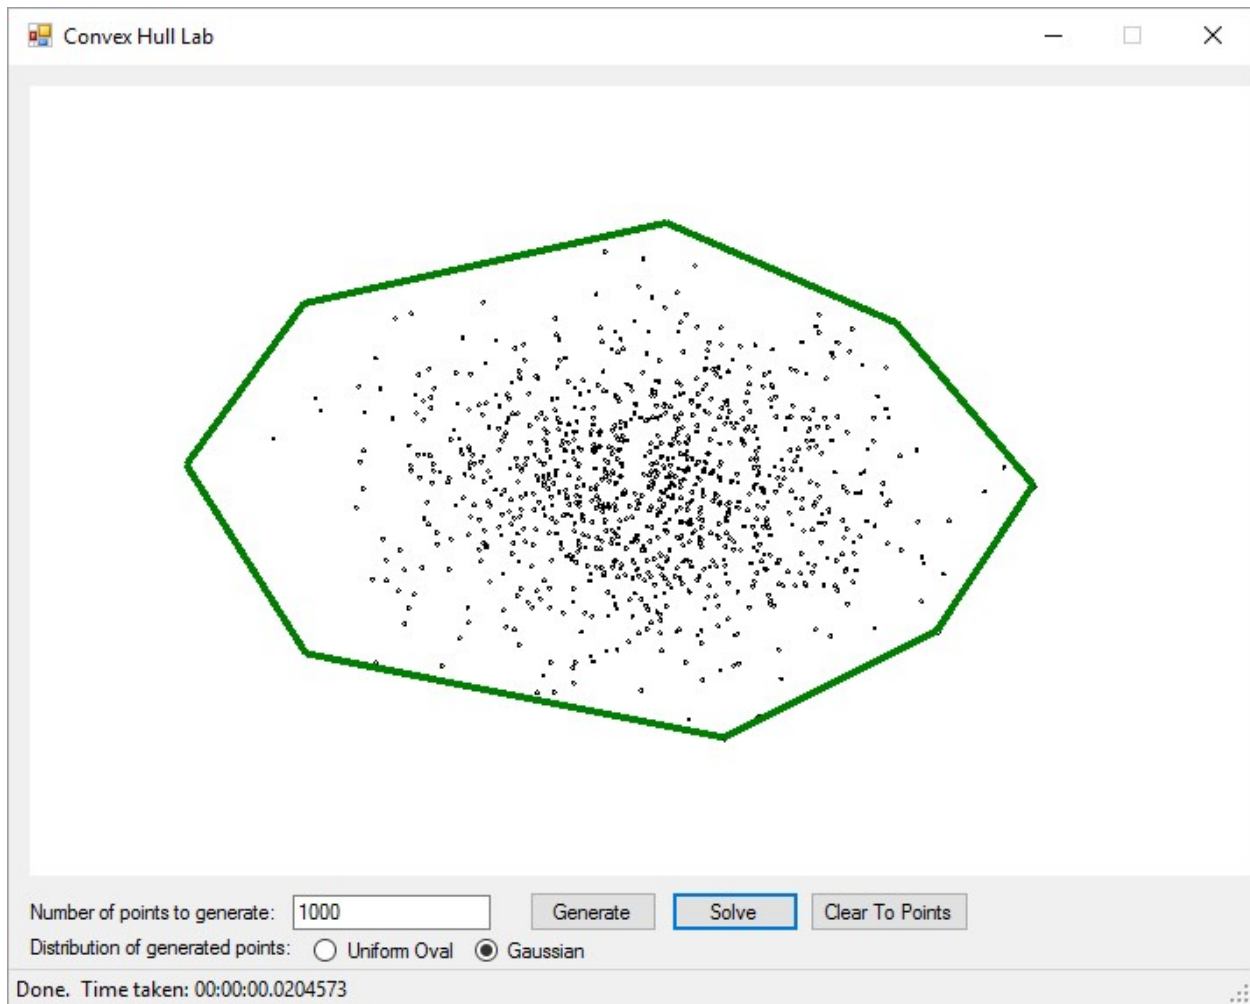 Convex Hull Lab
Number of points to generate: 1000 Generate Solve Clear To Points
Distribution of generated points: Uniform Oval Gaussian
Done. Time taken: 00:00:00.0204573